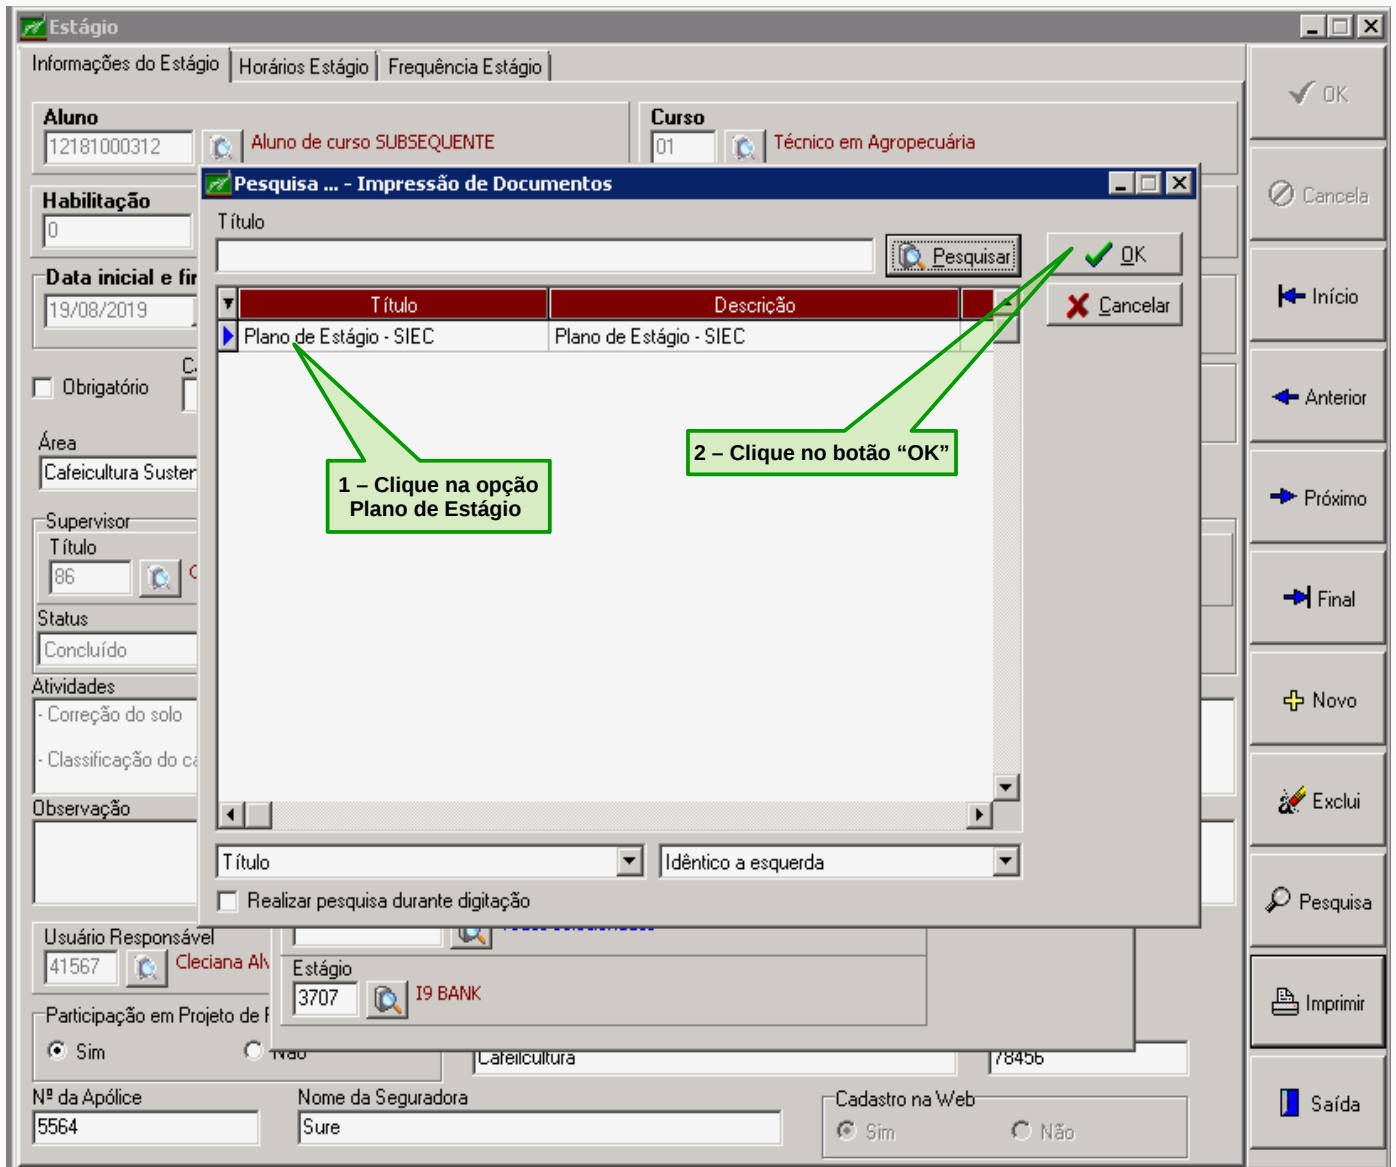 Estágio
Informações do Estágio
Horários Estágio
Frequência Estágio
Aluno
12181000312
Aluno de curso SUBSEQUENTE
Curso
01
Técnico em Agropecuária
Habilitação
0
Data inicial e fi
19/08/2019
Obrigatório
C
Área
Cafeicultura Suster
Supervisor
Título
86
Status
Concluído
Atividades
- Correção do solo
- Classificação do ca
Observação
Pesquisa ... - Impressão de Documentos
Título
Pesquisar
OK
Cancelar
Título
Descrição
Plano de Estágio - SIEC
Plano de Estágio - SIEC
1 – Clique na opção
Plano de Estágio
2 – Clique no botão “OK”
Título
Idêntico a esquerda
Realizar pesquisa durante digitação
Usuário Responsável
41567
Cleciana Alv
Estágio
3707
I9 BANK
Participação em Projeto de
Sim
Não
Cafeilcultura
78456
Nº da Apólice
5564
Nome da Seguradora
Sure
Cadastro na Web
Sim
Não
OK
Cancela
Início
Anterior
Próximo
Final
Novo
Exclui
Pesquisa
Imprimir
Saída